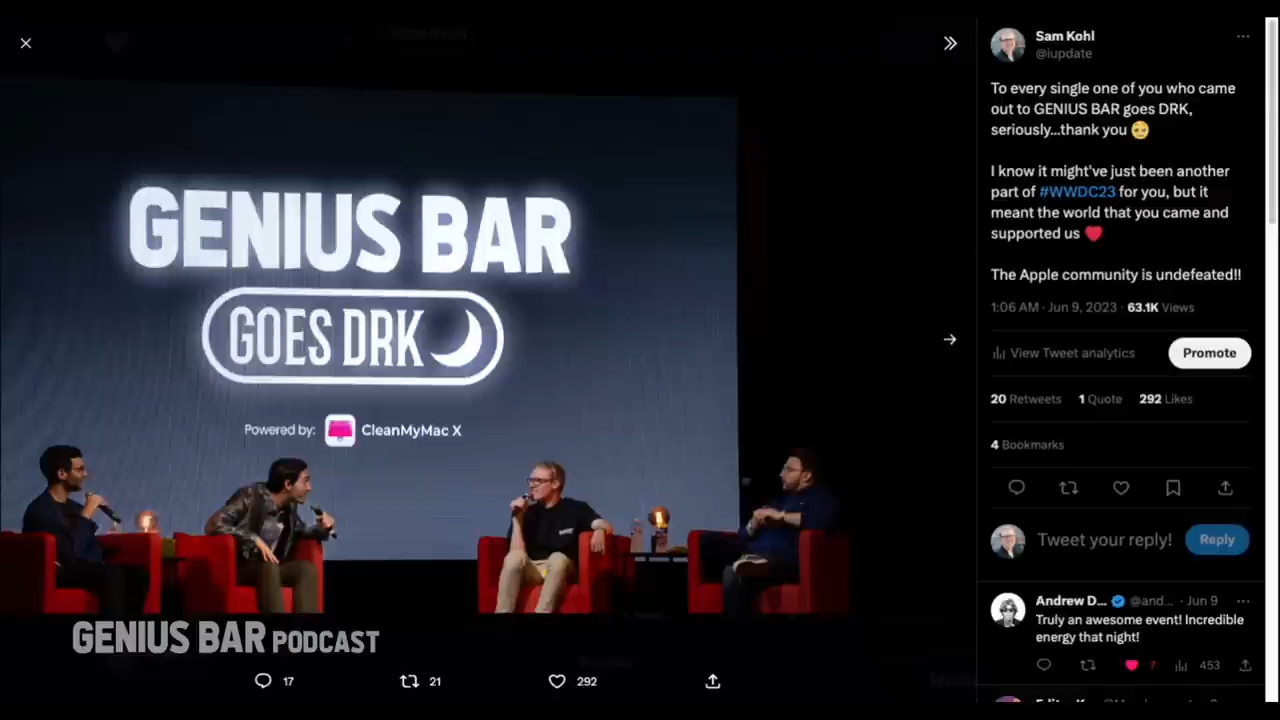 GENIUS BAR
GOES DRK
Powered by: CleanMyMac X
GENIUS BAR PODCAST
17 21 292
Sam Kohl
@iupdate
To every single one of you who came
out to GENIUS BAR goes DRK,
seriously...thank you 🥹
I know it might've just been another
part of #WWDC23 for you, but it
meant the world that you came and
supported us ❤️
The Apple community is undefeated!!
1:06 AM · Jun 9, 2023 · 63.1K Views
View Tweet analytics
Promote
20 Retweets 1 Quote 292 Likes
4 Bookmarks
Tweet your reply!
Reply
Andrew D... @and... · Jun 9
Truly an awesome event! Incredible
energy that night!
7 453